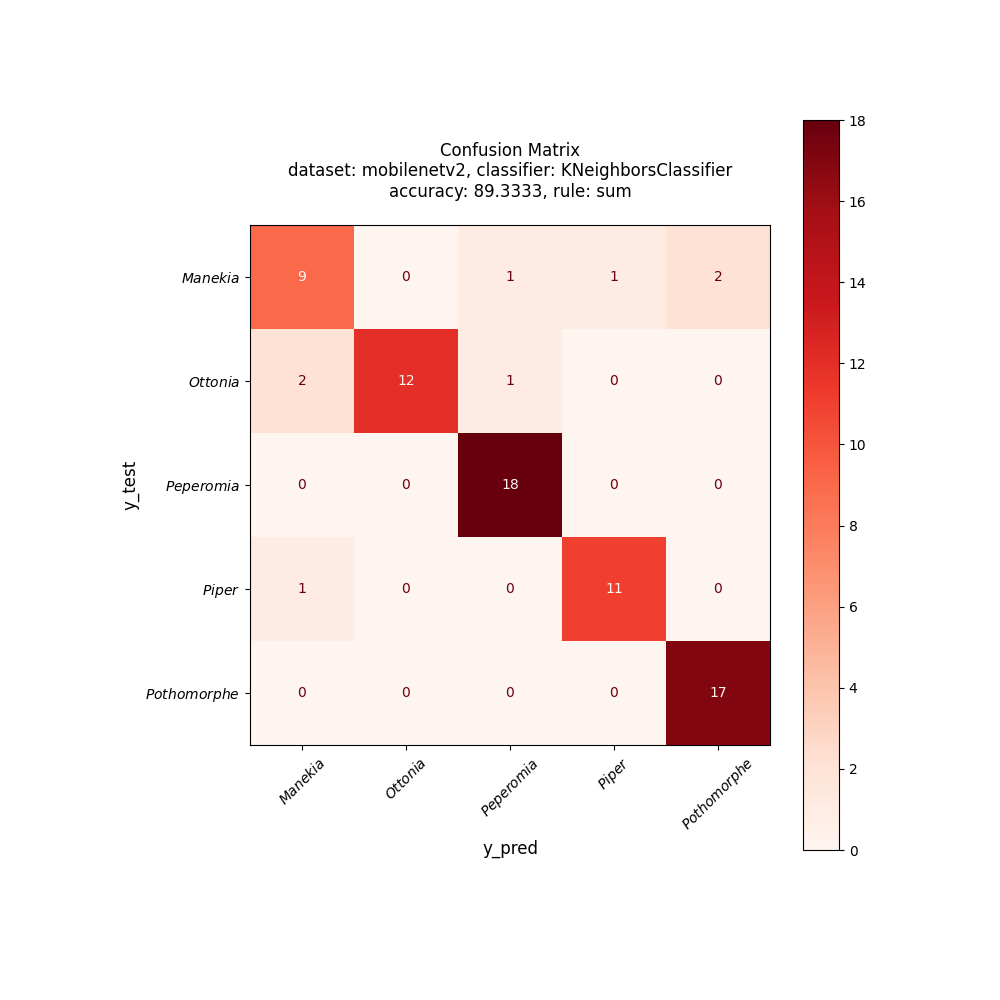 Confusion Matrix
dataset: mobilenetv2, classifier: KNeighborsClassifier
accuracy: 89.3333, rule: sum
y_test
Manekia 9 0 1 1 2
Ottonia 2 12 1 0 0
Peperomia 0 0 18 0 0
Piper 1 0 0 11 0
Pothomorphe 0 0 0 0 17
Manekia Ottonia Peperomia Piper Pothomorphe
y_pred
18
16
14
12
10
8
6
4
2
0